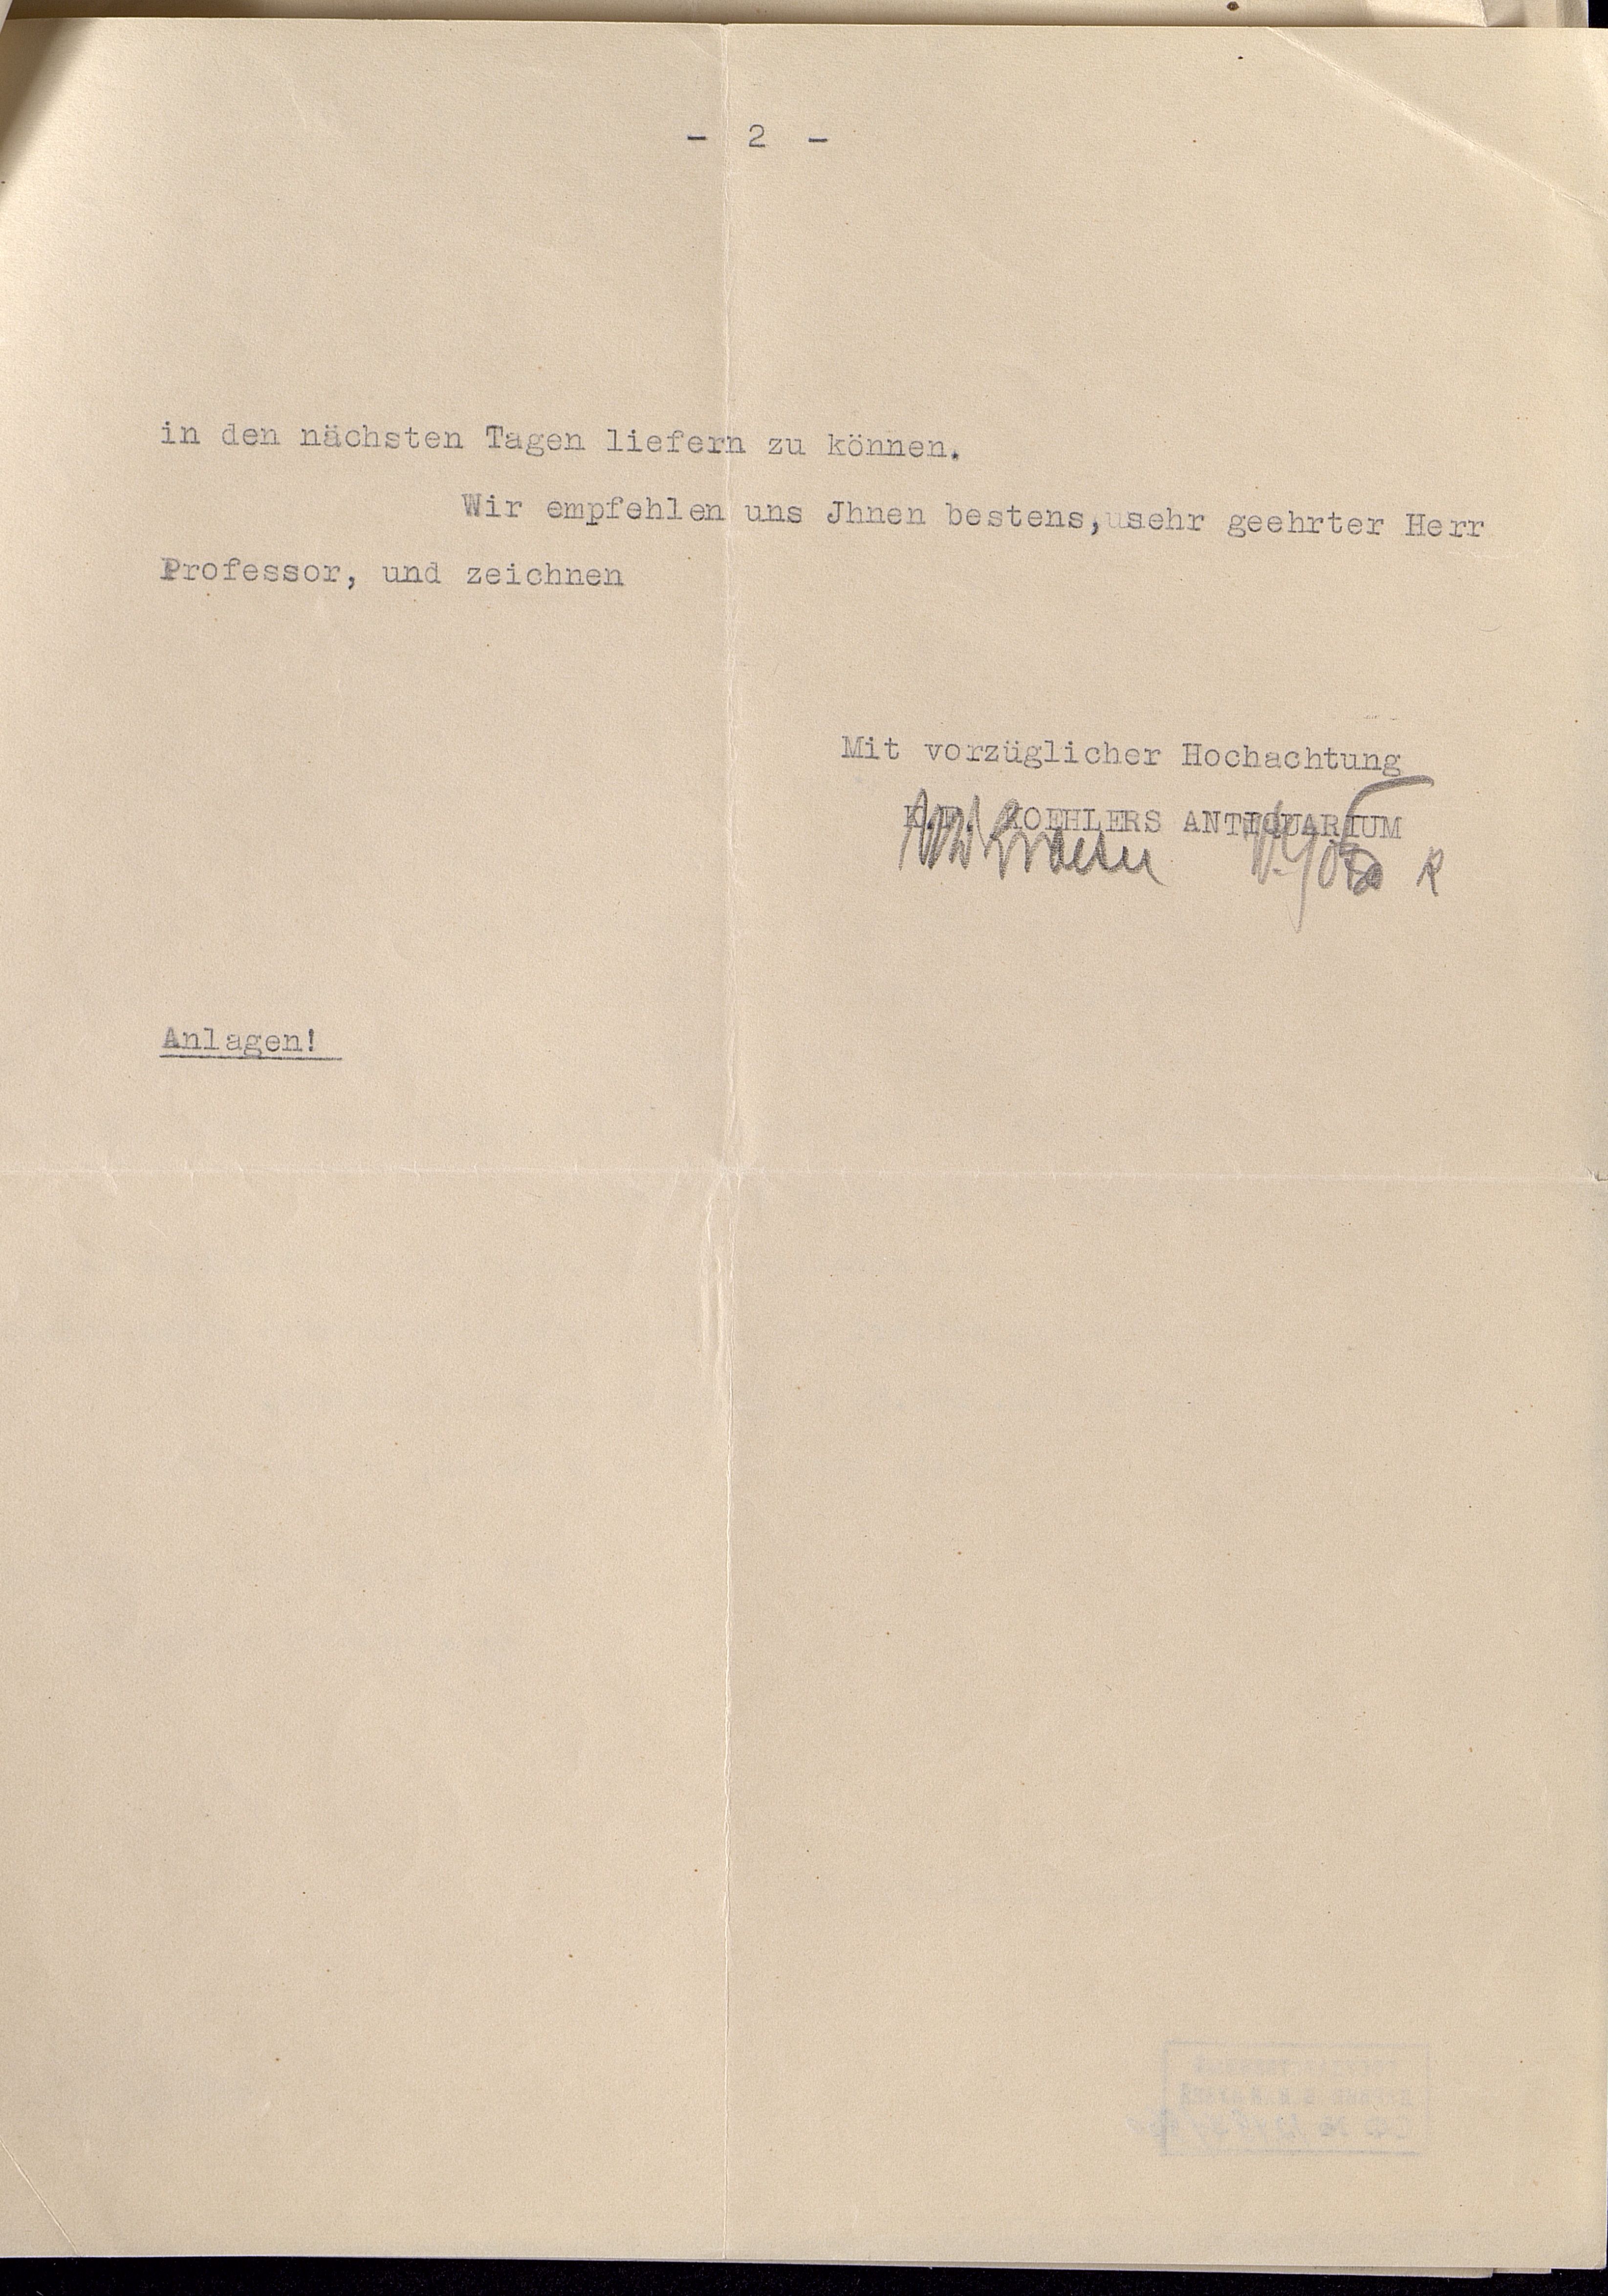 - 2 -
in den nächsten Tagen liefern zu können.
Wir empfehlen uns Jhnen bestens, sehr geehrter Herr
Professor, und zeichnen
Mit vorzüglicher Hochachtung
K.F. KOEHLERS ANTIQUARIUM
Anlagen!